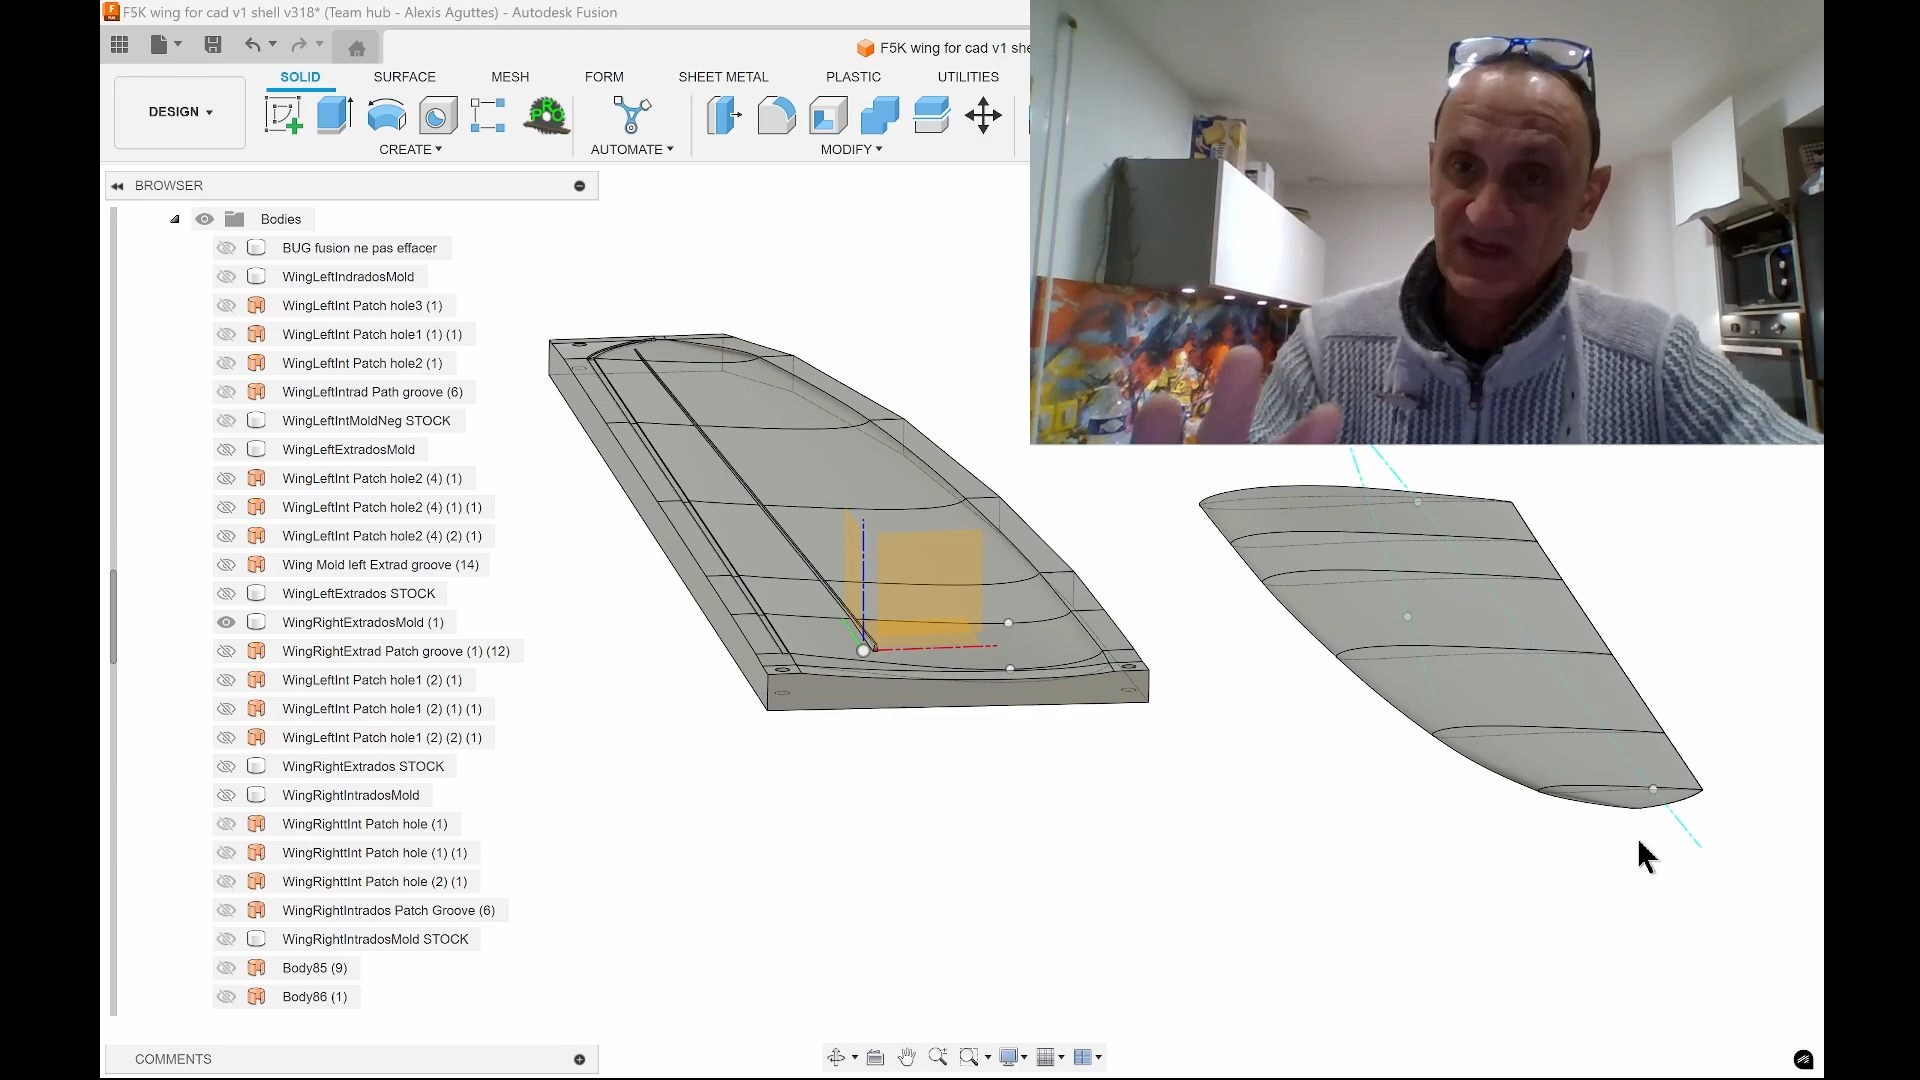 F5K wing for cad v1 shell v318* (Team hub - Alexis Aguttes) - Autodesk Fusion
F5K wing for cad v1 she
SOLID SURFACE MESH FORM SHEET METAL PLASTIC UTILITIES
DESIGN
PRO
CREATE AUTOMATE MODIFY
BROWSER
Bodies
BUG fusion ne pas effacer
WingLeftIndradosMold
WingLeftInt Patch hole3 (1)
WingLeftInt Patch hole1 (1) (1)
WingLeftInt Patch hole2 (1)
WingLeftIntrad Path groove (6)
WingLeftIntMoldNeg STOCK
WingLeftExtradosMold
WingLeftInt Patch hole2 (4) (1)
WingLeftInt Patch hole2 (4) (1) (1)
WingLeftInt Patch hole2 (4) (2) (1)
Wing Mold left Extrad groove (14)
WingLeftExtrados STOCK
WingRightExtradosMold (1)
WingRightExtrad Patch groove (1) (12)
WingLeftInt Patch hole1 (2) (1)
WingLeftInt Patch hole1 (2) (1) (1)
WingLeftInt Patch hole1 (2) (2) (1)
WingRightExtrados STOCK
WingRightIntradosMold
WingRighttInt Patch hole (1)
WingRighttInt Patch hole (1) (1)
WingRighttInt Patch hole (2) (1)
WingRightIntrados Patch Groove (6)
WingRightIntradosMold STOCK
Body85 (9)
Body86 (1)
COMMENTS